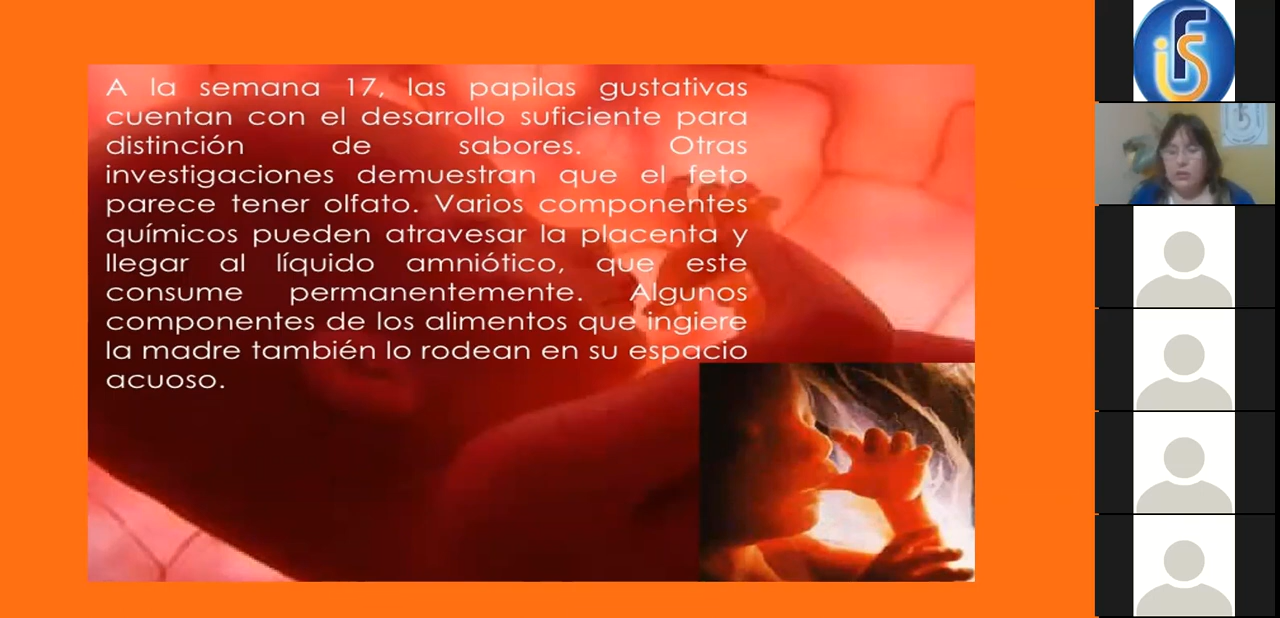 A la semana 17, las papilas gustativas
cuentan con el desarrollo suficiente para
distinción de sabores. Otras
investigaciones demuestran que el feto
parece tener olfato. Varios componentes
químicos pueden atravesar la placenta y
llegar al líquido amniótico, que este
consume permanentemente. Algunos
componentes de los alimentos que ingiere
la madre también lo rodean en su espacio
acuoso.
ifs